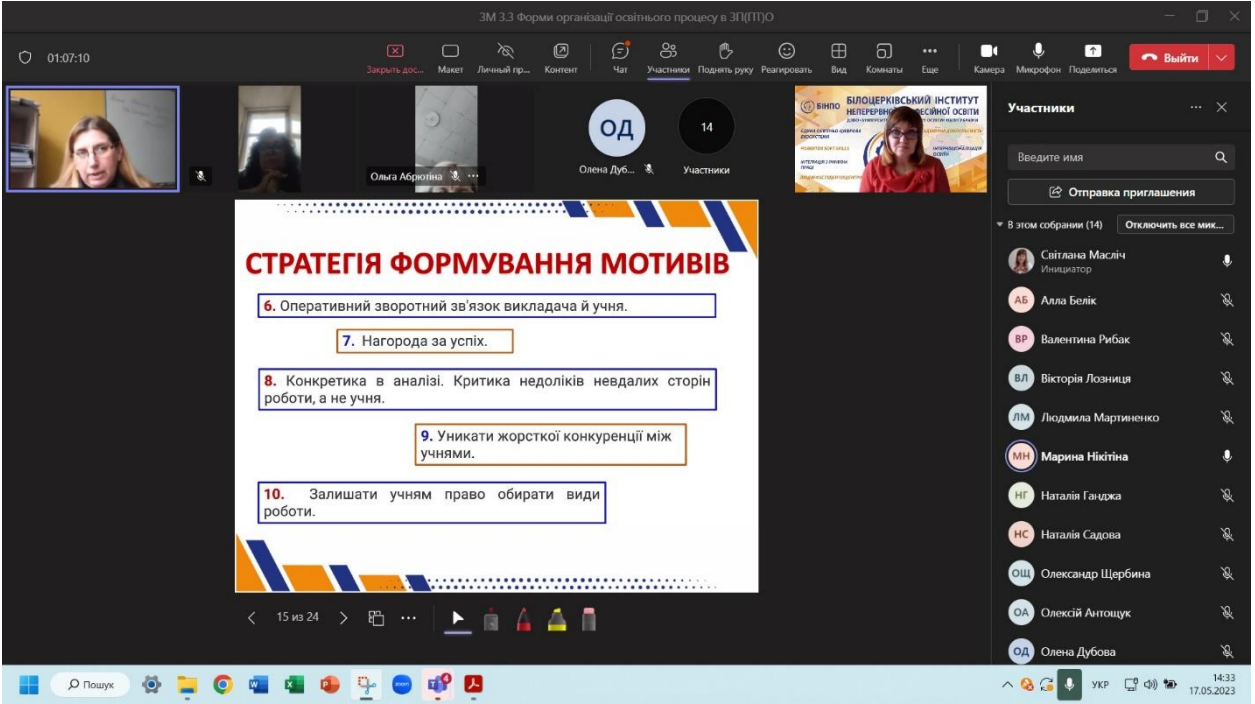 ЗМ 3.3 Форми організації освітнього процесу в ЗП(ПТ)О
01:07:10
Закрыть дос...
Макет
Личный пр...
Контент
Чат
Участники
Поднять руку
Реагировать
Вид
Комнаты
Еще
Камера
Микрофон
Поделиться
Выйти
Ольга Абрютіна
ОД
Олена Дуб...
14
Участники
БІНПО
БІЛОЦЕРКІВСЬКИЙ ІНСТИТУТ
НЕПЕРЕРВНОЇ ПРОФЕСІЙНОЇ ОСВІТИ
СТРАТЕГІЯ ФОРМУВАННЯ МОТИВІВ
6. Оперативний зворотний зв'язок викладача й учня.
7. Нагорода за успіх.
8. Конкретика в аналізі. Критика недоліків невдалих сторін
роботи, а не учня.
9. Уникати жорсткої конкуренції між
учнями.
10. Залишати учням право обирати види
роботи.
15 из 24
Участники
Введите имя
Отправка приглашения
В этом собрании (14)
Отключить все мик...
Світлана Масліч
Инициатор
АБ Алла Белік
ВР Валентина Рибак
ВЛ Вікторія Лозниця
ЛМ Людмила Мартиненко
МН Марина Нікітіна
НГ Наталія Ганджа
НС Наталія Садова
ОЩ Олександр Щербина
ОА Олексій Антощук
ОД Олена Дубова
Пошук
zoom
4
УКР
14:33
17.05.2023